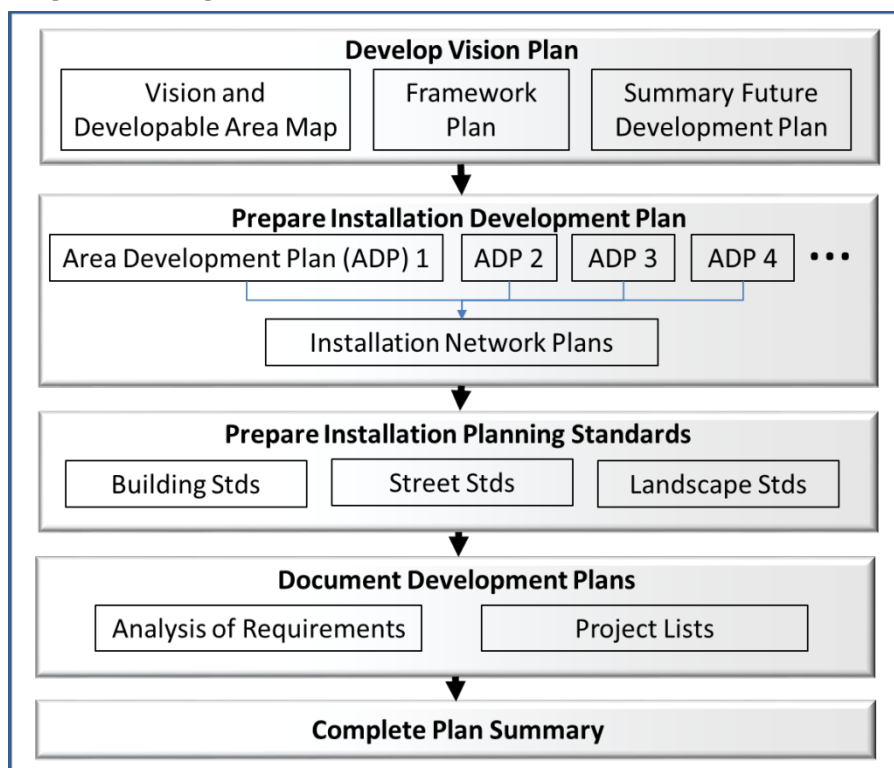 Develop Vision Plan
Vision and
Developable Area Map
Framework
Plan
Summary Future
Development Plan
Prepare Installation Development Plan
Area Development Plan (ADP) 1
ADP 2
ADP 3
ADP 4
•••
Installation Network Plans
Prepare Installation Planning Standards
Building Stds
Street Stds
Landscape Stds
Document Development Plans
Analysis of Requirements
Project Lists
Complete Plan Summary